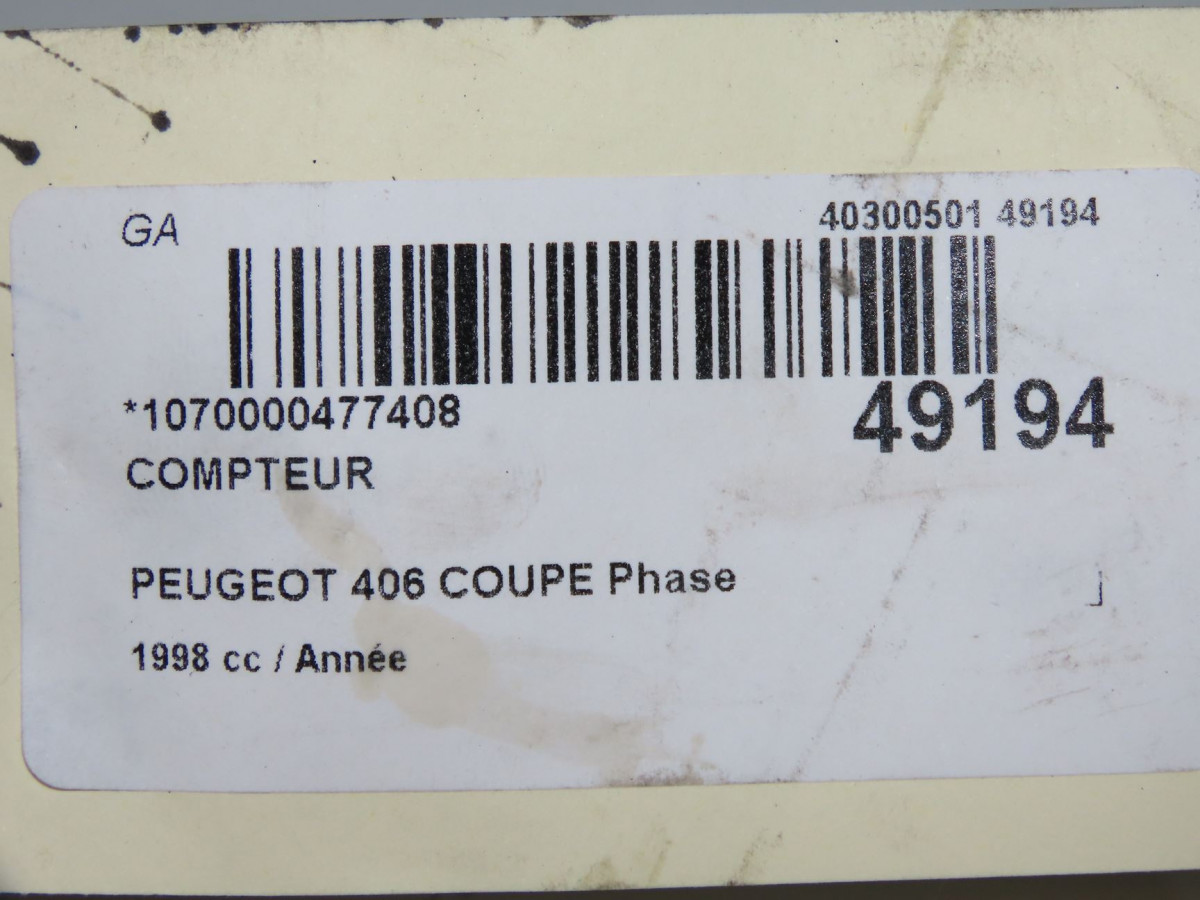 GA
40300501 49194
*1070000477408
49194
COMPTEUR
PEUGEOT 406 COUPE Phase
1998 cc / Année